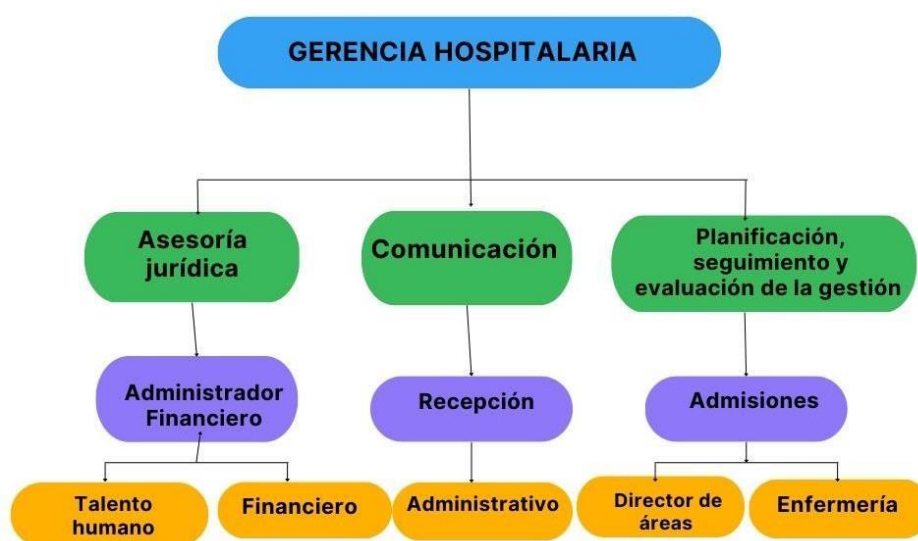 GERENCIA HOSPITALARIA
Asesoría
jurídica
Comunicación
Planificación,
seguimiento y
evaluación de la gestión
Administrador
Financiero
Recepción
Admisiones
Talento
humano
Financiero
Administrativo
Director de
áreas
Enfermería